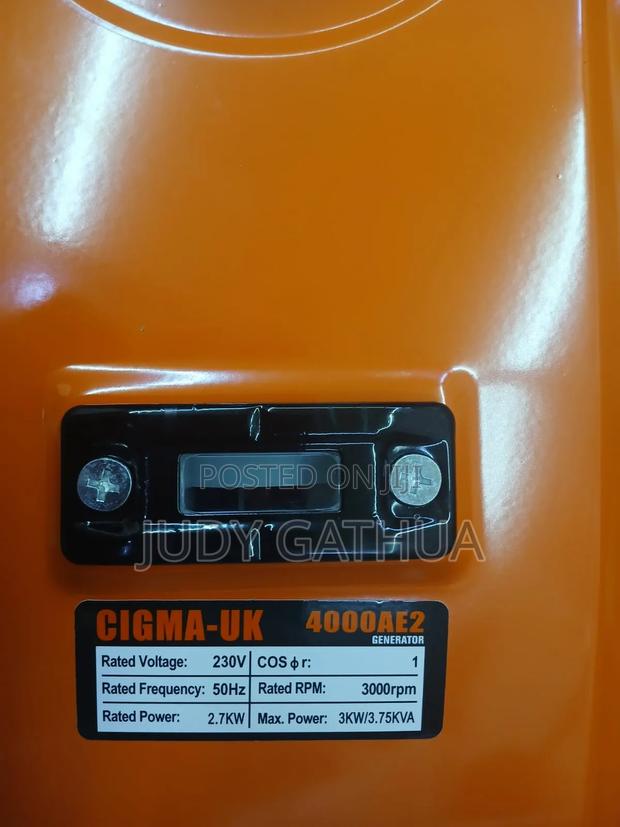 POSTED ON JIJI
JUDY GATHUA
CIGMA-UK 4000AE2
GENERATOR
Rated Voltage: 230V COS ϕ r: 1
Rated Frequency: 50Hz Rated RPM: 3000rpm
Rated Power: 2.7KW Max. Power: 3KW/3.75KVA